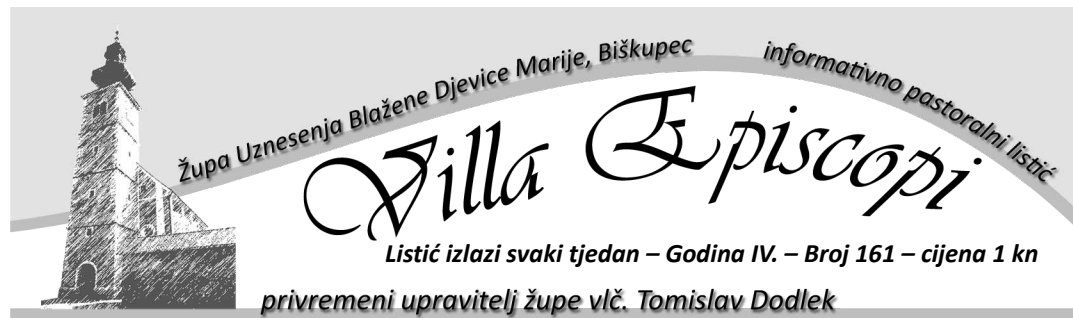 Župa Uznesenja Blažene Djevice Marije, Biškupec
informativno pastoralni listić
Villa Episcopi
Listić izlazi svaki tjedan – Godina IV. – Broj 161 – cijena 1 kn
privremeni upravitelj župe vlč. Tomislav Dodlek